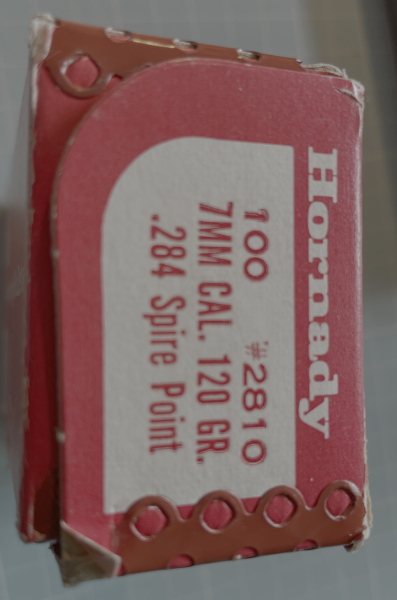 Hornady
100 #2810
7MM CAL. 120 GR.
.284 Spire Point